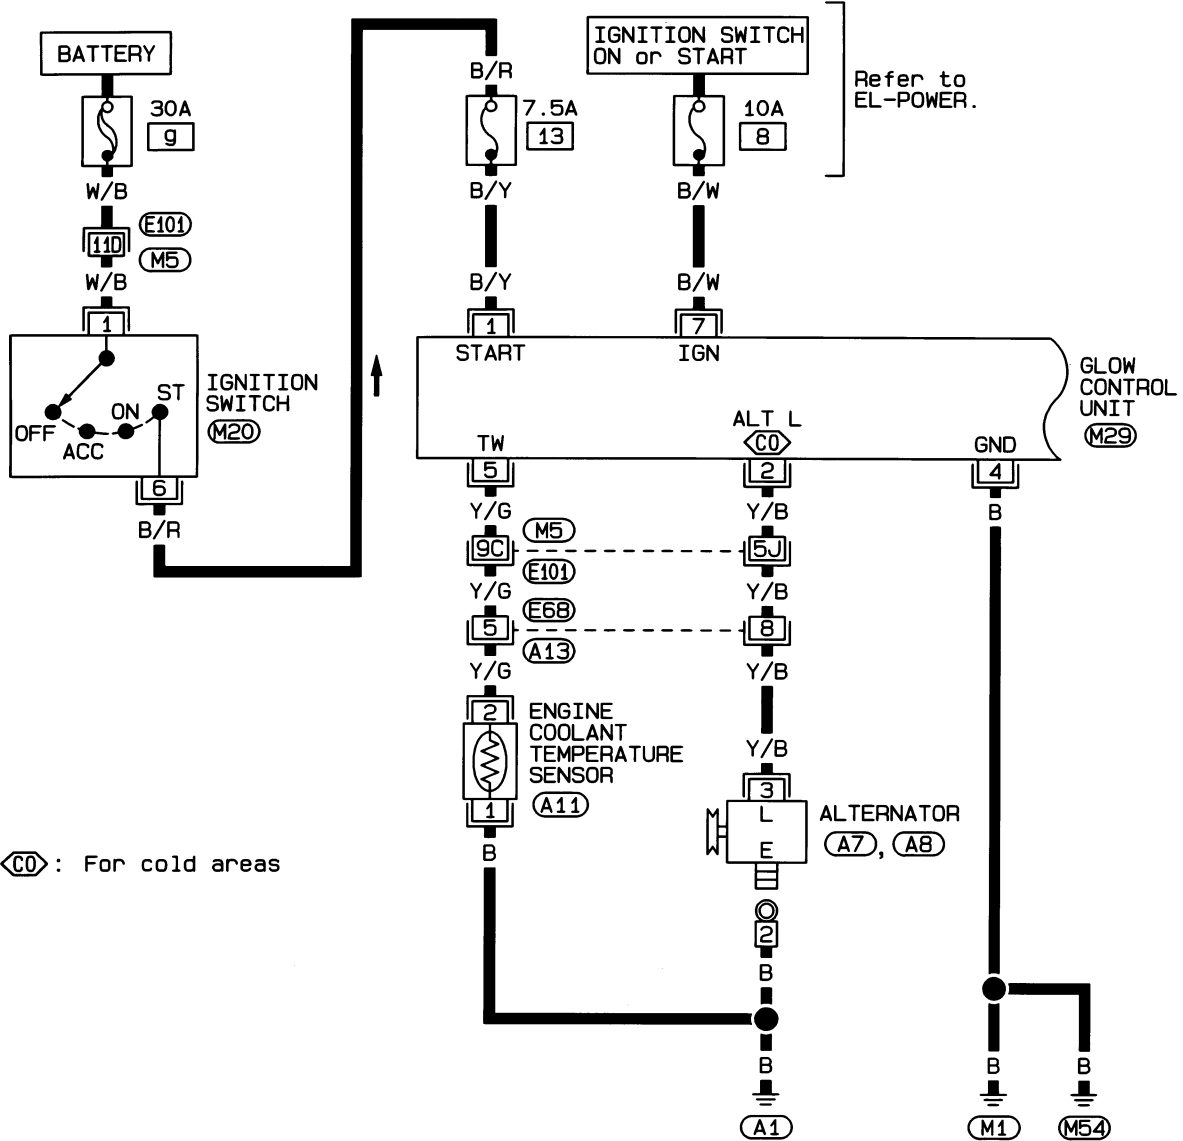 BATTERY
30A
g
W/B
E101
11D
M5
W/B
1
IGNITION
SWITCH
M20
OFF
ACC
ON
ST
6
B/R
B/R
7.5A
13
B/Y
B/Y
1
START
IGNITION SWITCH
ON or START
10A
8
B/W
B/W
7
IGN
Refer to
EL-POWER.
GLOW
CONTROL
UNIT
M29
TW
5
ALT L
CO
2
GND
4
Y/G
Y/B
B
M5
9C
5J
E101
Y/G
Y/B
E68
5
8
A13
Y/G
Y/B
2
ENGINE
COOLANT
TEMPERATURE
SENSOR
A11
1
B
Y/B
3
L
E
ALTERNATOR
A7, A8
2
B
B
A1
B
M1
B
M54
CO: For cold areas